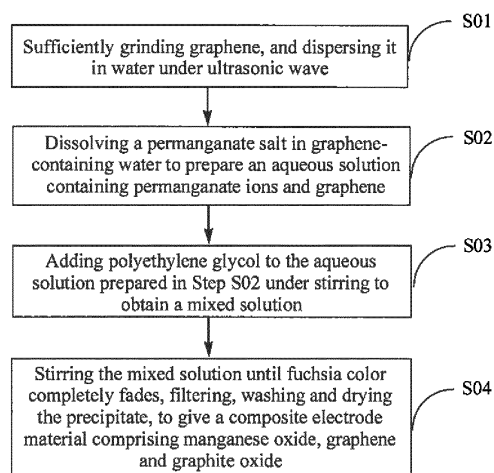 S01
Sufficiently grinding graphene, and dispersing it
in water under ultrasonic wave
S02
Dissolving a permanganate salt in graphene-
containing water to prepare an aqueous solution
containing permanganate ions and graphene
S03
Adding polyethylene glycol to the aqueous
solution prepared in Step S02 under stirring to
obtain a mixed solution
S04
Stirring the mixed solution until fuchsia color
completely fades, filtering, washing and drying
the precipitate, to give a composite electrode
material comprising manganese oxide, graphene
and graphite oxide